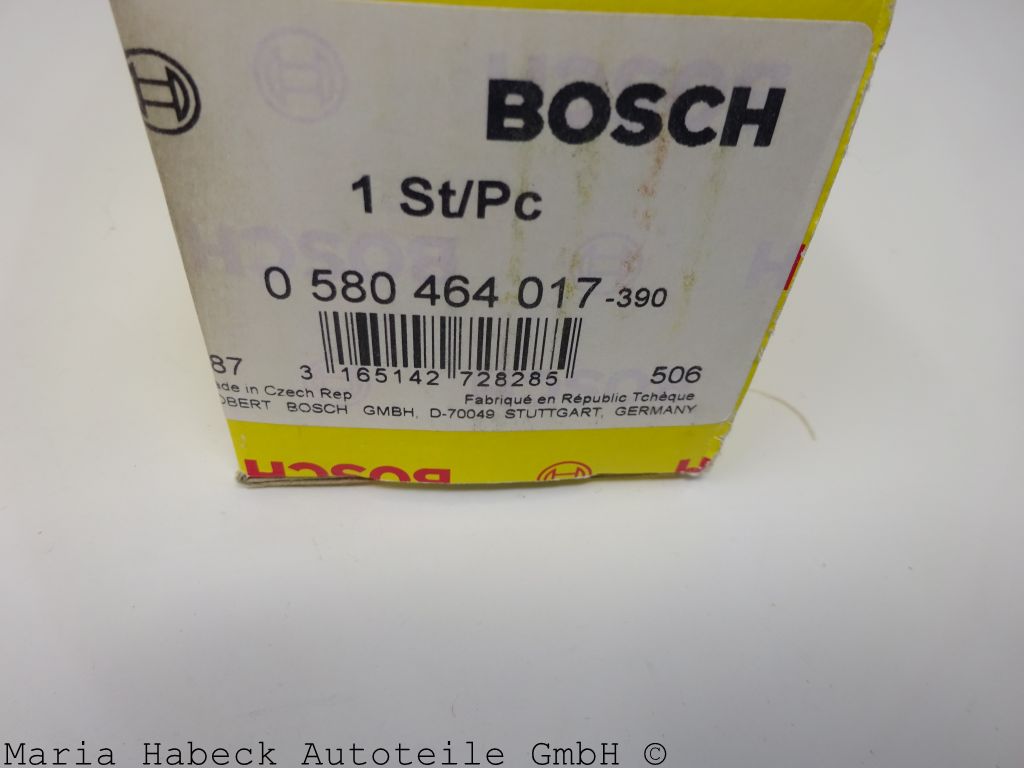 BOSCH
1 St/Pc
0 580 464 017-390
87
3 165142 728285
506
ade in Czech Rep
Fabriqué en Républic Tchèque
OBERT BOSCH GMBH, D-70049 STUTTGART, GERMANY
BOSCH
H
H
Maria Habeck Autoteile GmbH ©